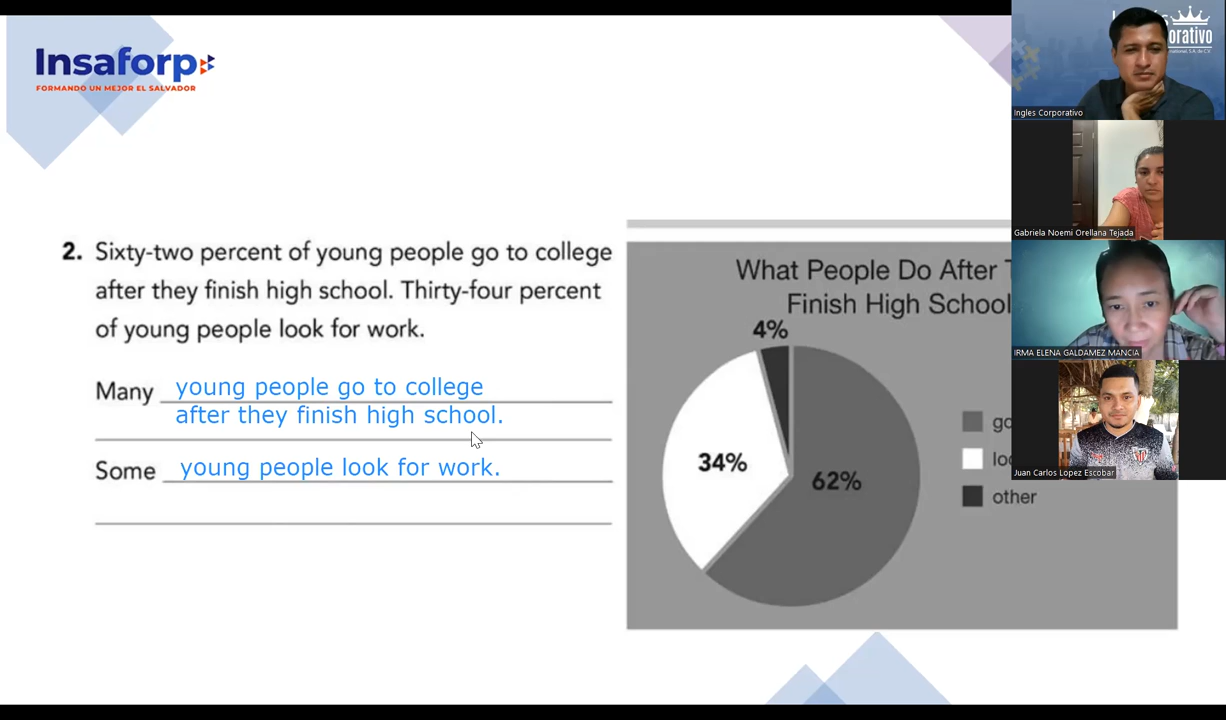 Insaforp
FORMANDO UN MEJOR EL SALVADOR
2. Sixty-two percent of young people go to college
after they finish high school. Thirty-four percent
of young people look for work.
Many young people go to college
after they finish high school.
Some young people look for work.
What People Do After
Finish High School
4%
34%
62%
other
orativo
Ingles Corporativo
Gabriela Noemi Orellana Tejada
IRMA ELENA GALDAMEZ MANCIA
Juan Carlos Lopez Escobar